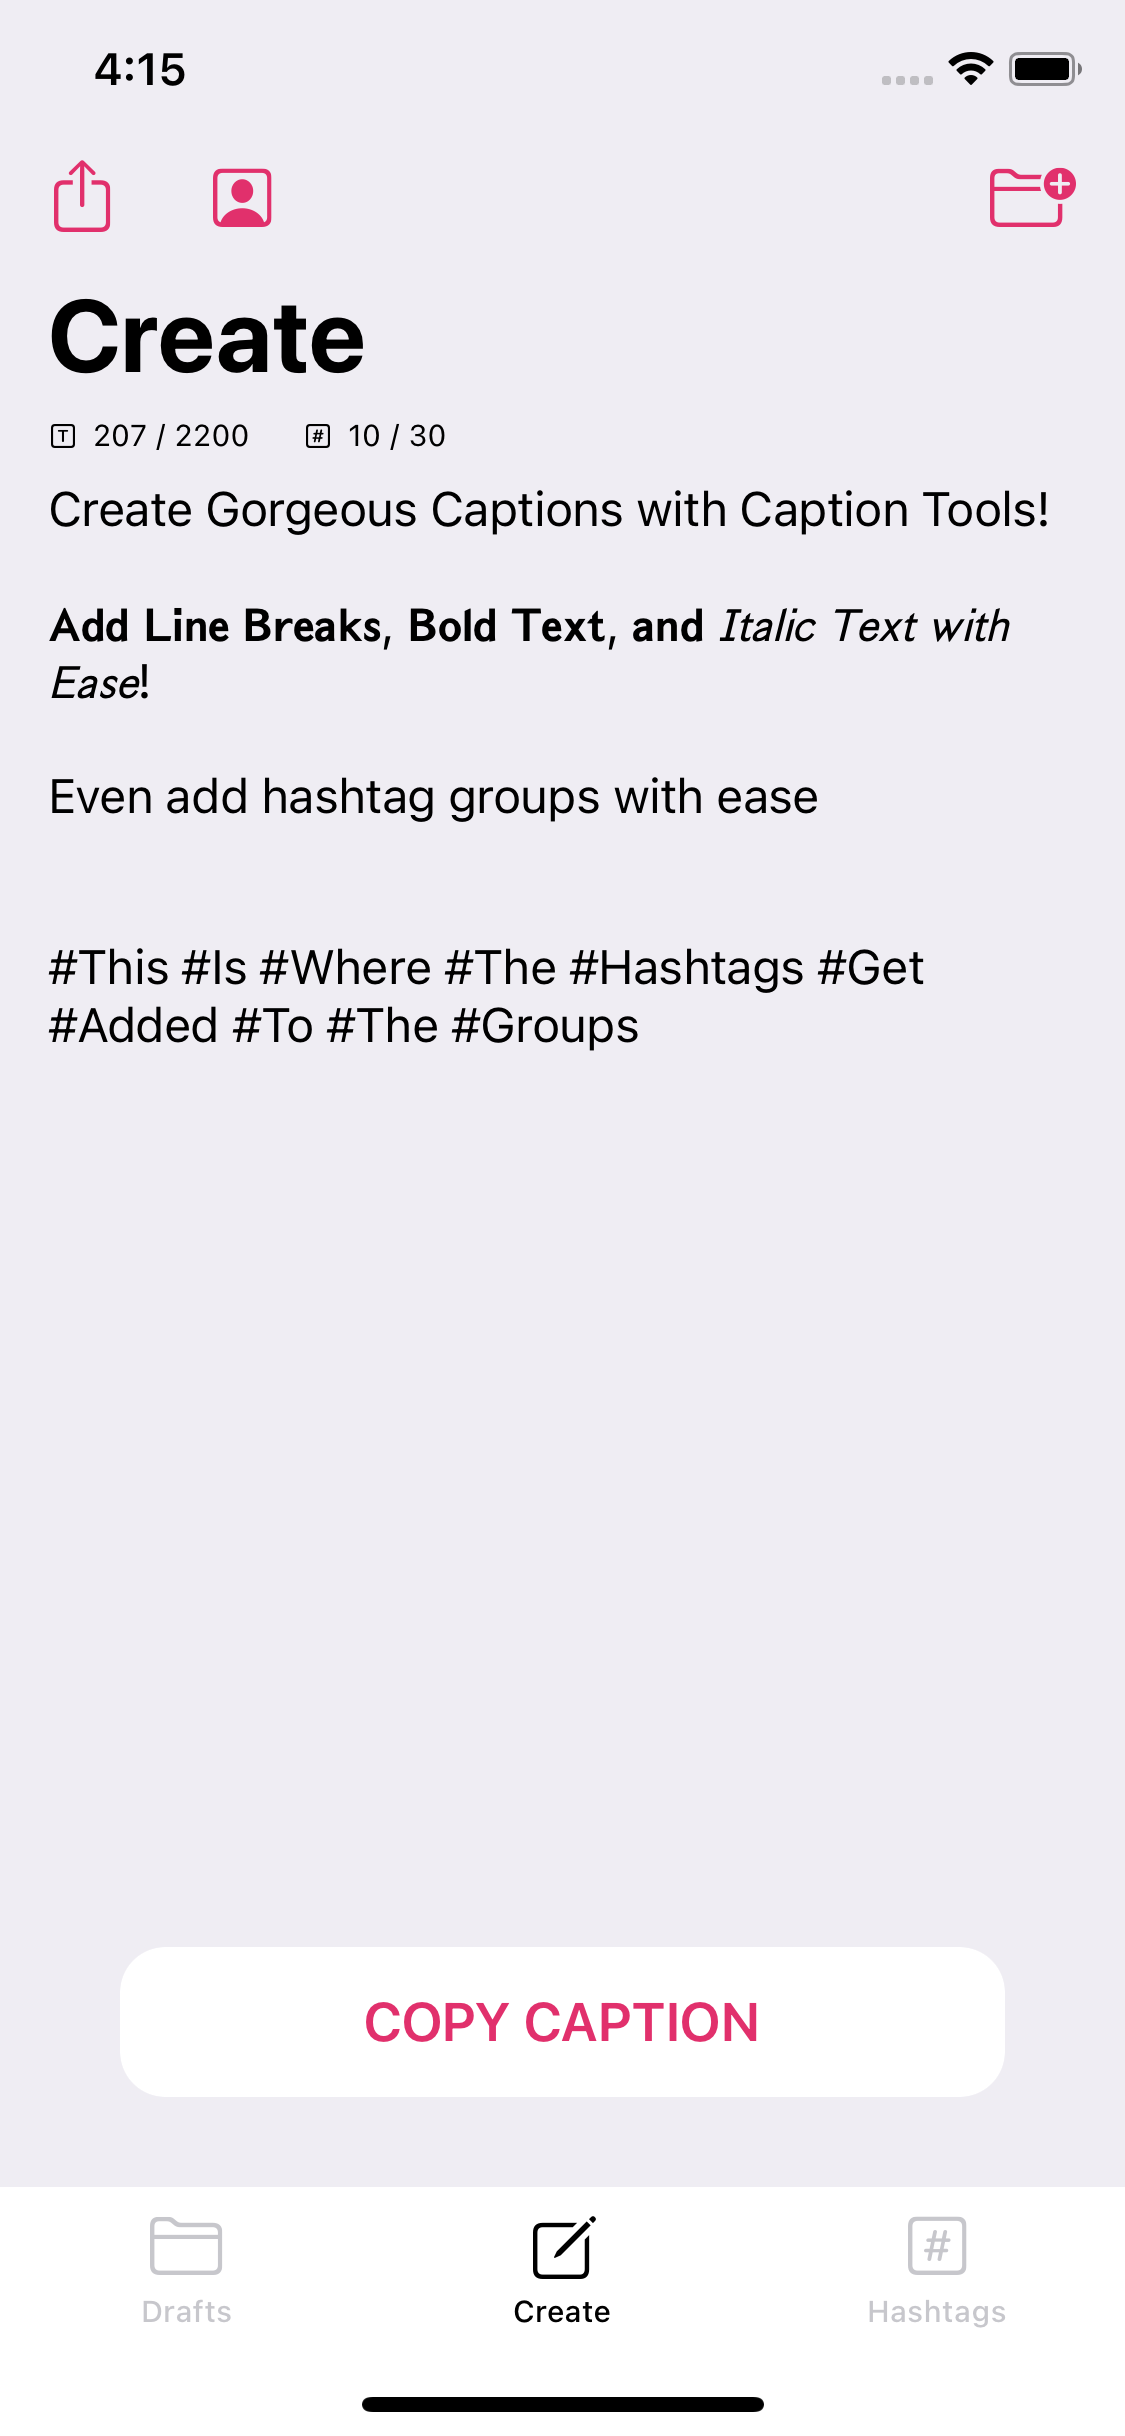 4:15
Create
T 207 / 2200 # 10 / 30
Create Gorgeous Captions with Caption Tools!
Add Line Breaks, Bold Text, and Italic Text with
Ease!
Even add hashtag groups with ease
#This #Is #Where #The #Hashtags #Get
#Added #To #The #Groups
COPY CAPTION
#
Drafts Create Hashtags